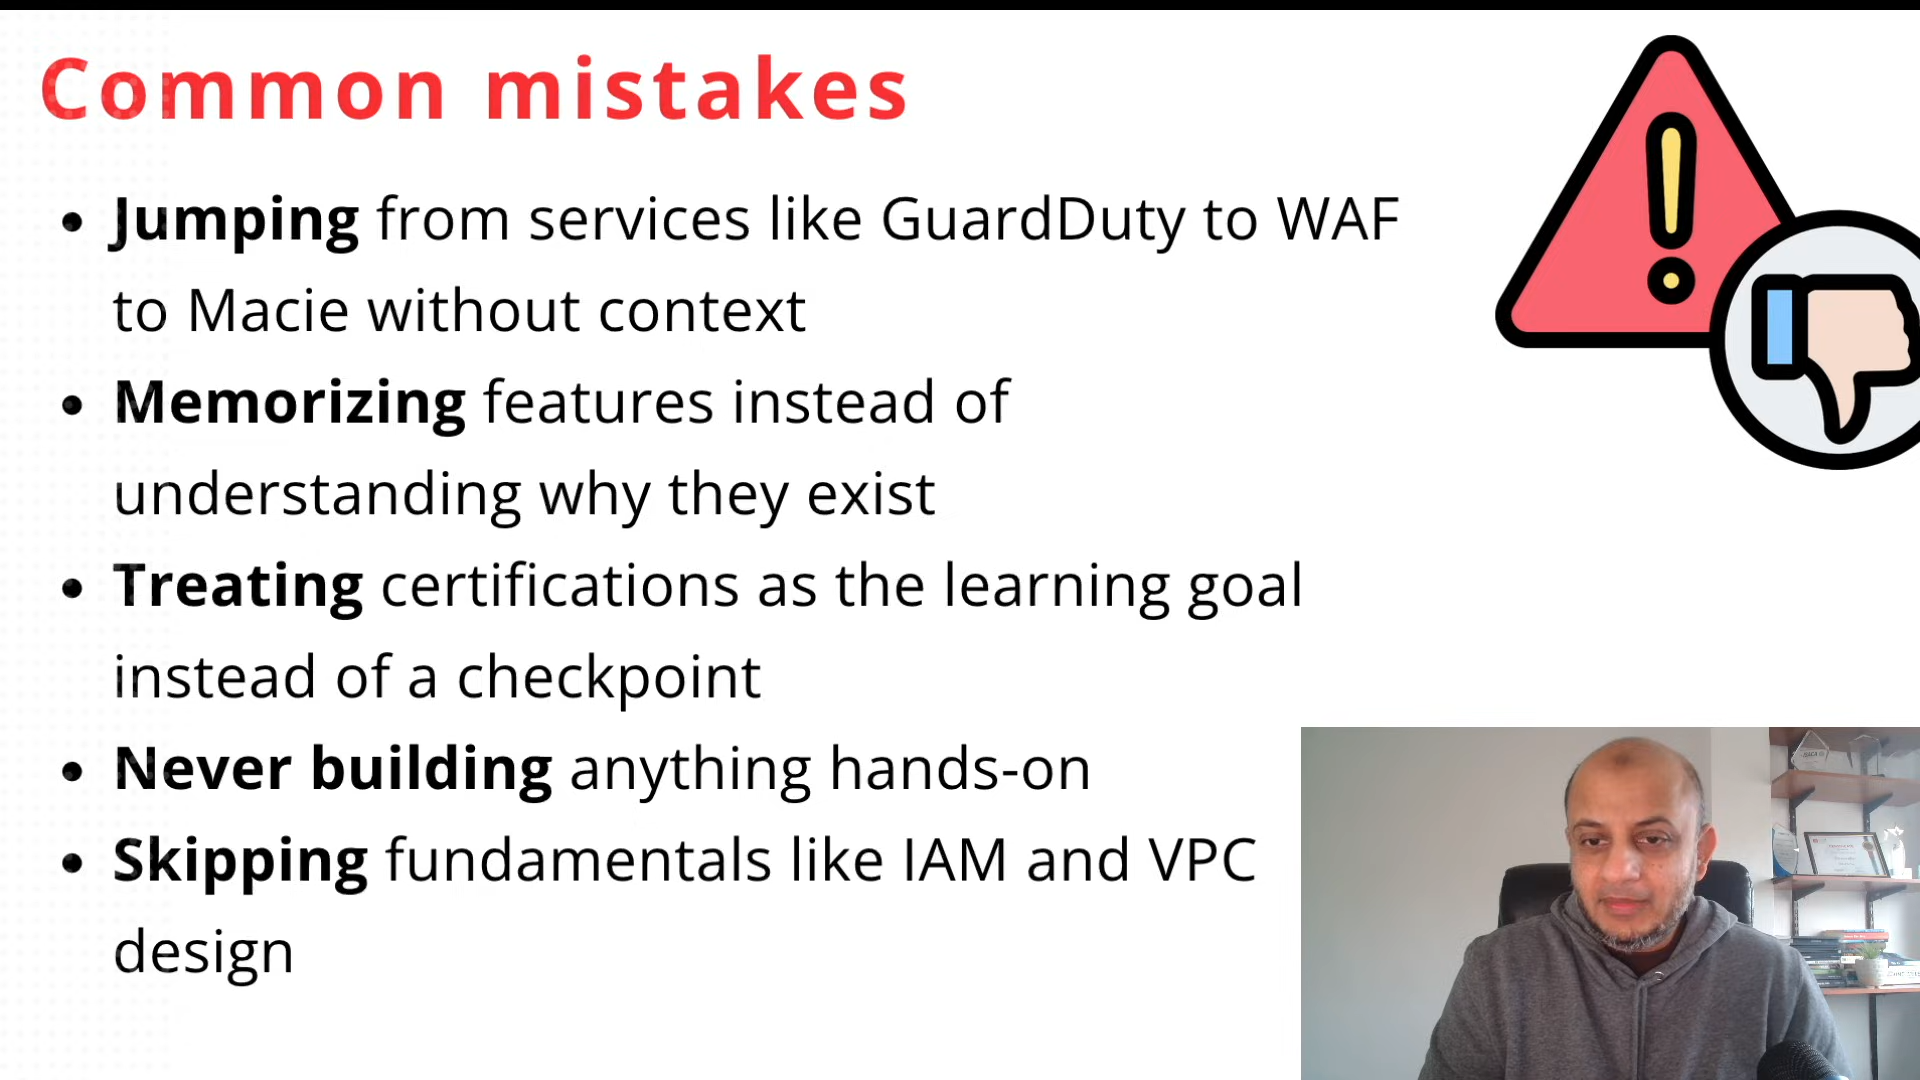 Common mistakes
• Jumping from services like GuardDuty to WAF
to Macie without context
• Memorizing features instead of
understanding why they exist
• Treating certifications as the learning goal
instead of a checkpoint
• Never building anything hands-on
• Skipping fundamentals like IAM and VPC
design